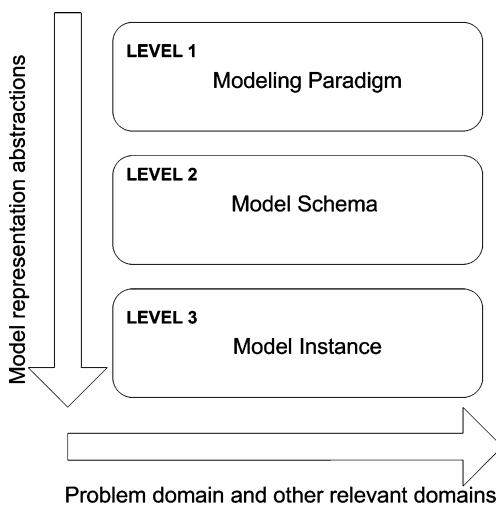 Model representation abstractions
LEVEL 1
Modeling Paradigm
LEVEL 2
Model Schema
LEVEL 3
Model Instance
Problem domain and other relevant domains